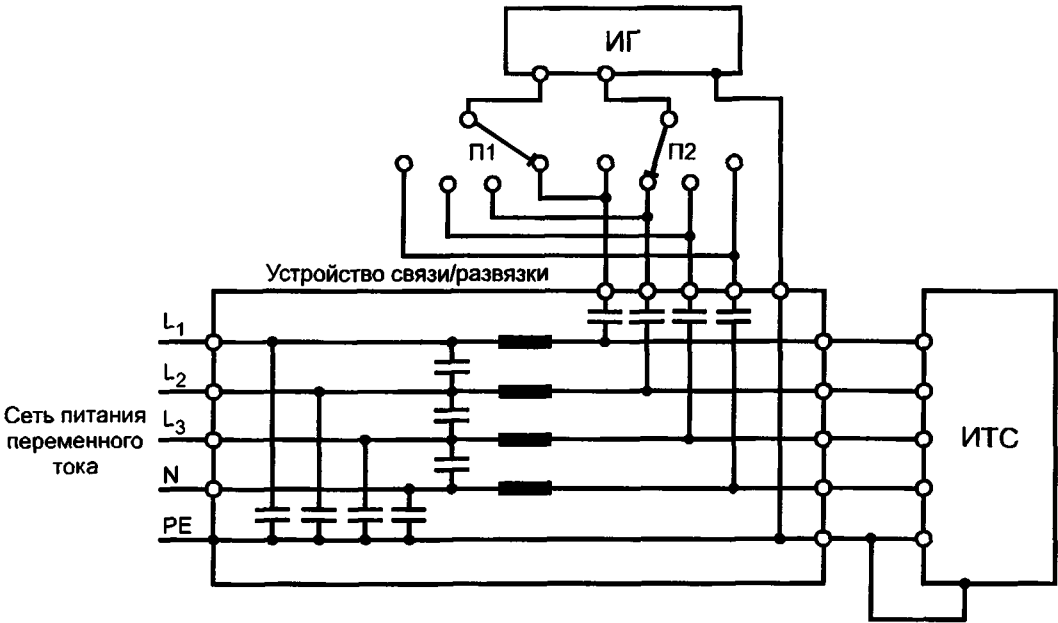 ИГ
П1
П2
Устройство связи/развязки
L1
L2
L3
N
PE
Сеть питания
переменного
тока
ИТС